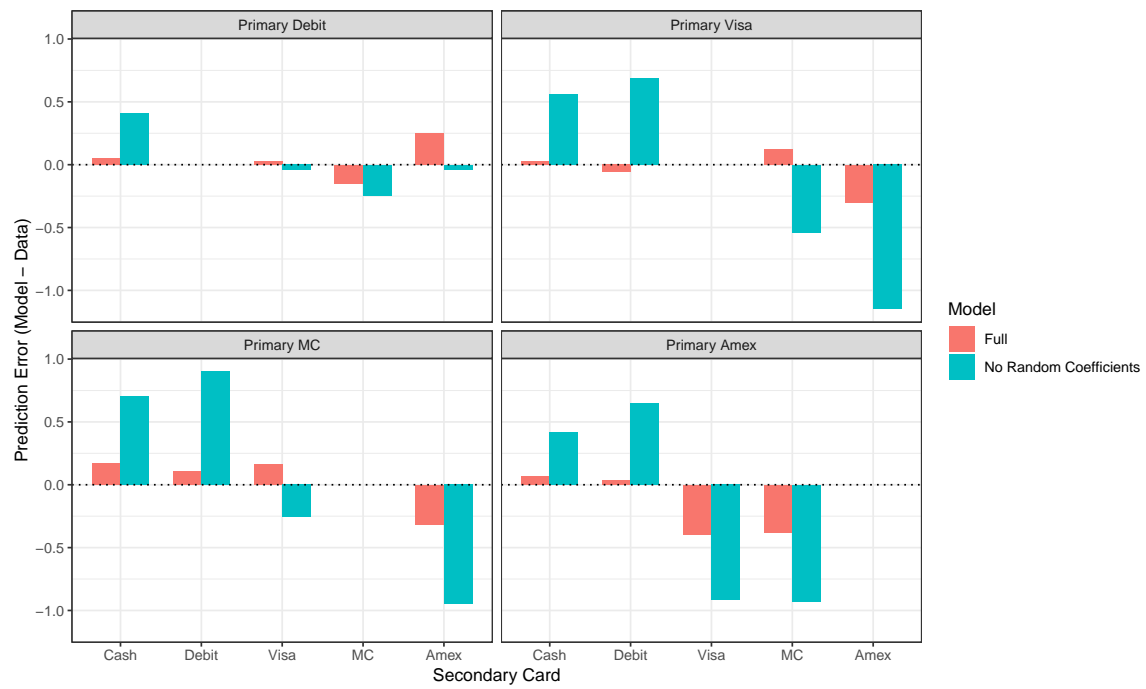 Primary Debit
Primary Visa
1.0
0.5
0.0
−0.5
−1.0
Primary MC
Primary Amex
1.0
0.5
0.0
−0.5
−1.0
Cash Debit Visa MC Amex
Cash Debit Visa MC Amex
Secondary Card
Prediction Error (Model − Data)
Model
Full
No Random Coefficients